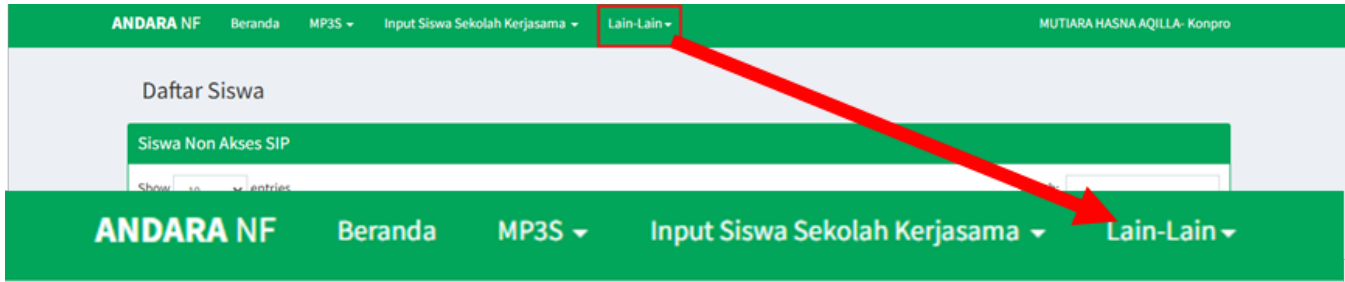 ANDARA NF Beranda MP3S Input Siswa Sekolah Kerjasama Lain-Lain MUTIARA HASNA AQILLA- Konpro
Daftar Siswa
Siswa Non Akses SIP
Show 10 entries
ANDARA NF Beranda MP3S Input Siswa Sekolah Kerjasama Lain-Lain